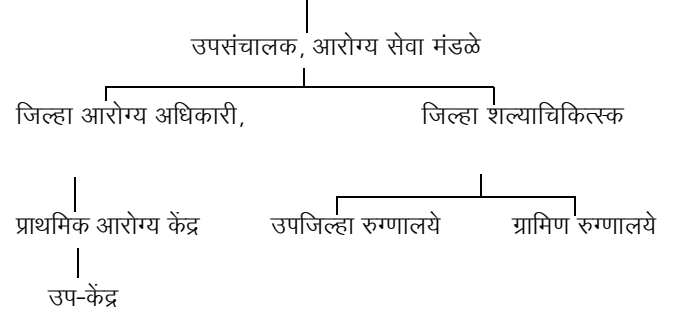 उपसंचालक, आरोग्य सेवा मंडळे
जिल्हा आरोग्य अधिकारी, जिल्हा शल्याचिकित्स्क
प्राथमिक आरोग्य केंद्र उपजिल्हा रुग्णालये ग्रामिण रुग्णालये
उप-केंद्र